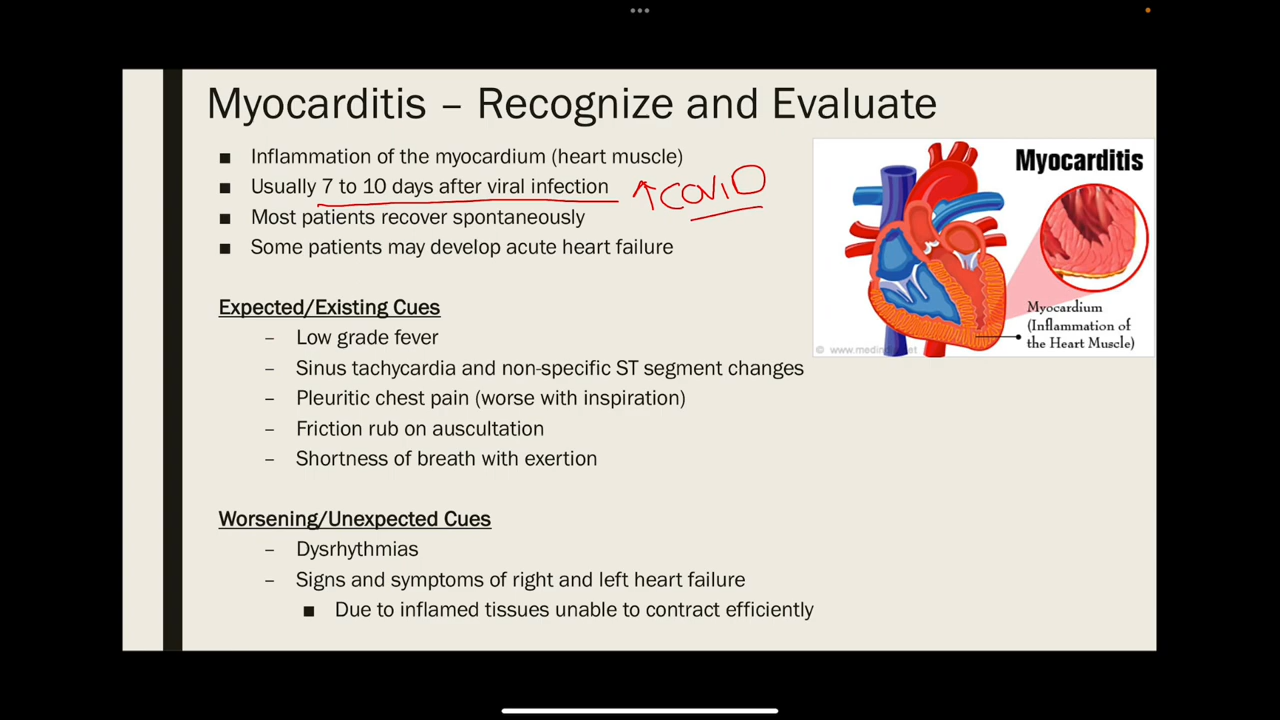 Myocarditis – Recognize and Evaluate
■ Inflammation of the myocardium (heart muscle)
■ Usually 7 to 10 days after viral infection ↑COVID
■ Most patients recover spontaneously
■ Some patients may develop acute heart failure
Expected/Existing Cues
– Low grade fever
– Sinus tachycardia and non-specific ST segment changes
– Pleuritic chest pain (worse with inspiration)
– Friction rub on auscultation
– Shortness of breath with exertion
Worsening/Unexpected Cues
– Dysrhythmias
– Signs and symptoms of right and left heart failure
■ Due to inflamed tissues unable to contract efficiently
Myocarditis
Myocardium
(Inflammation of
the Heart Muscle)